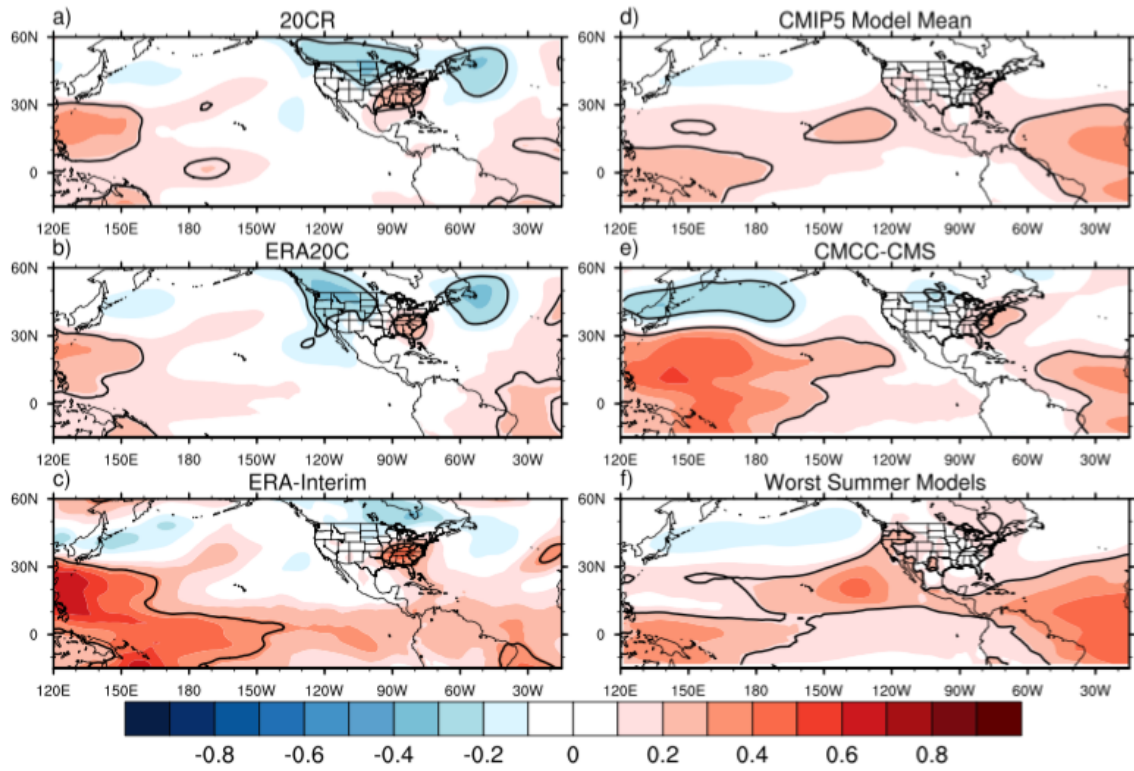 a) 20CR
60N
30N
0
120E 150E 180 150W 120W 90W 60W 30W
b) ERA20C
60N
30N
0
120E 150E 180 150W 120W 90W 60W 30W
c) ERA-Interim
60N
30N
0
120E 150E 180 150W 120W 90W 60W 30W
d) CMIP5 Model Mean
60N
30N
0
120E 150E 180 150W 120W 90W 60W 30W
e) CMCC-CMS
60N
30N
0
120E 150E 180 150W 120W 90W 60W 30W
f) Worst Summer Models
60N
30N
0
120E 150E 180 150W 120W 90W 60W 30W
-0.8 -0.6 -0.4 -0.2 0 0.2 0.4 0.6 0.8